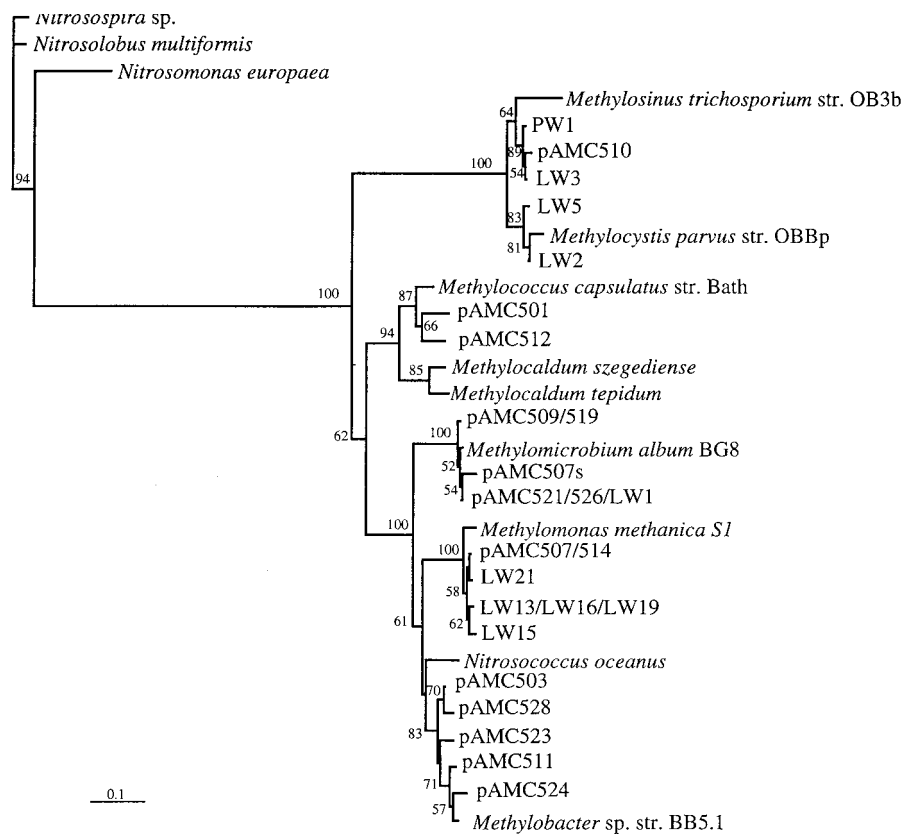 Nitrosospira sp.
Nitrosolobus multiformis
Nitrosomonas europaea
Methylosinus trichosporium str. OB3b
64
PW1
89
pAMC510
100
54
LW3
94
LW5
83
Methylocystis parvus str. OBBp
81
LW2
Methylococcus capsulatus str. Bath
100
87
pAMC501
66
94
pAMC512
Methylocaldum szegediense
85
Methylocaldum tepidum
pAMC509/519
62
100
Methylomicrobium album BG8
52
pAMC507s
54
pAMC521/526/LW1
100
Methylomonas methanica S1
100
pAMC507/514
LW21
58
LW13/LW16/LW19
61
62
LW15
Nitrosococcus oceanus
pAMC503
70
pAMC528
83
pAMC523
pAMC511
71
pAMC524
0.1
57
Methylobacter sp. str. BB5.1